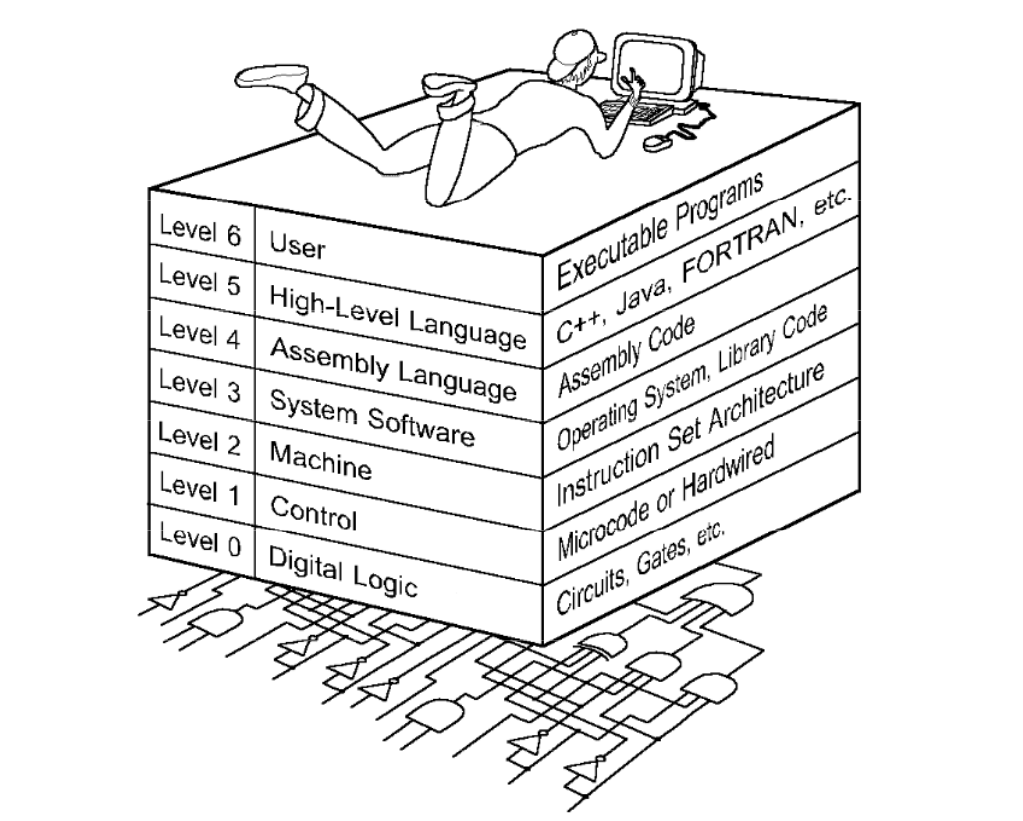 Level 6 User Executable Programs
Level 5 High-Level Language C++, Java, FORTRAN, etc.
Level 4 Assembly Language Assembly Code
Level 3 System Software Operating System, Library Code
Level 2 Machine Instruction Set Architecture
Level 1 Control Microcode or Hardwired
Level 0 Digital Logic Circuits, Gates, etc.